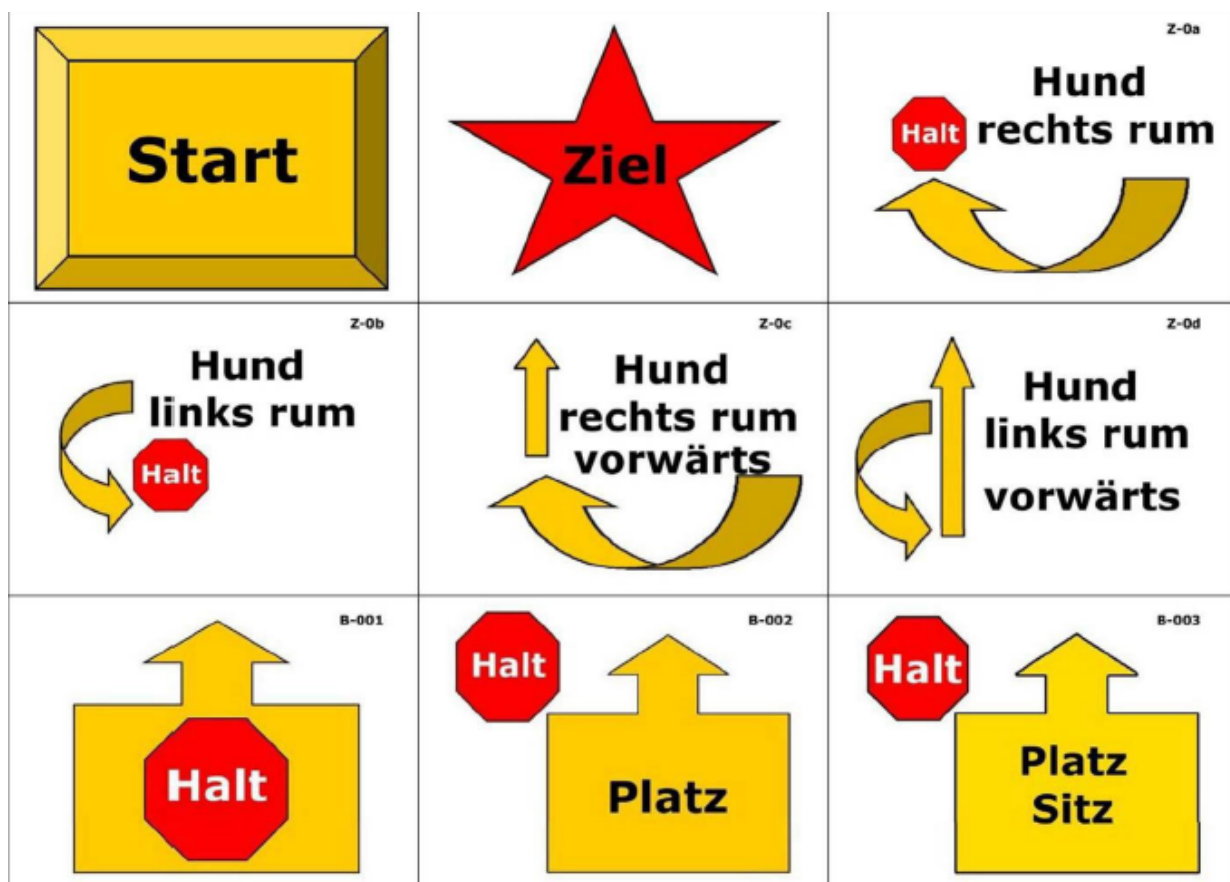 Start
Ziel
Z-0a
Hund
Halt rechts rum
Z-0b
Hund
links rum
Halt
Z-0c
Hund
rechts rum
vorwärts
Z-0d
Hund
links rum
vorwärts
B-001
Halt
B-002
Halt
Platz
B-003
Halt
Platz
Sitz